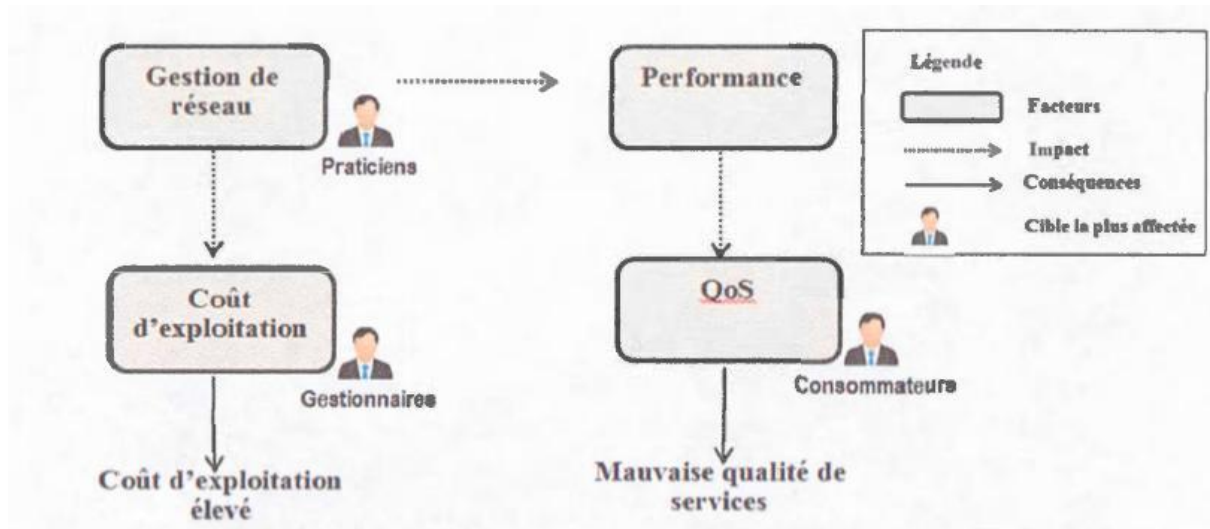 Gestion de
réseau
Praticiens
Performance
Légende
Facteurs
Impact
Conséquences
Cible la plus affectée
Coût
d'exploitation
Gestionnaires
QoS
Consommateurs
Coût d'exploitation
élevé
Mauvaise qualité de
services